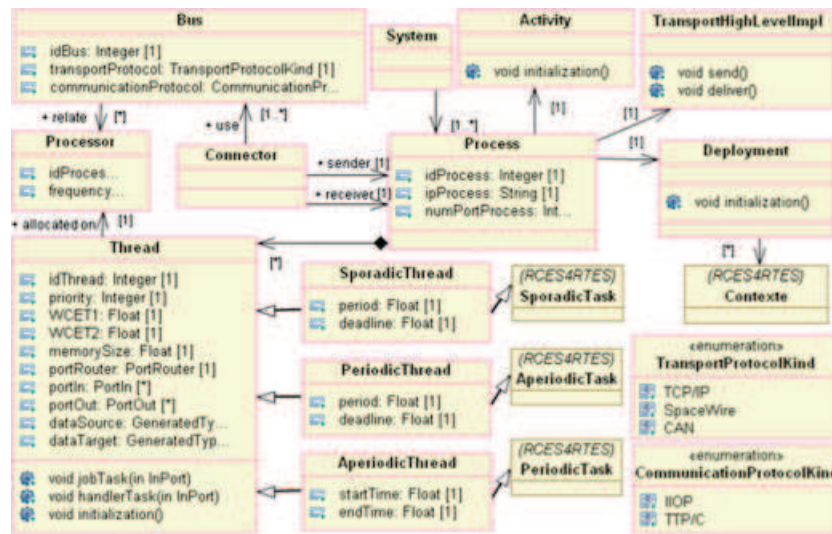 Bus
idBus: Integer [1]
transportProtocol: TransportProtocolKind [1]
communicationProtocol: CommunicationPr...
System
Activity
void initialization()
TransportHighLevelImpl
void send()
void deliver()
+ relate
[*]
+ use
[1..*]
[1..*]
[1]
[1]
[1]
Processor
idProces...
frequency...
Connector
+ sender [1]
+ receiver [1]
Process
idProcess: Integer [1]
ipProcess: String [1]
numPortProcess: Int...
Deployment
void initialization()
+ allocated on
[1]
[*]
[*]
Thread
idThread: Integer [1]
priority: Integer [1]
WCET1: Float [1]
WCET2: Float [1]
memorySize: Float [1]
portRouter: PortRouter [1]
portIn: PortIn [*]
portOut: PortOut [*]
dataSource: GeneratedTy...
dataTarget: GeneratedTyp...
void jobTask(in InPort)
void handlerTask(in InPort)
void initialization()
SporadicThread
period: Float [1]
deadline: Float [1]
(RCES4RTES)
SporadicTask
(RCES4RTES)
Contexte
PeriodicThread
period: Float [1]
deadline: Float [1]
(RCES4RTES)
AperiodicTask
«enumeration»
TransportProtocolKind
TCP/IP
SpaceWire
CAN
AperiodicThread
startTime: Float [1]
endTime: Float [1]
(RCES4RTES)
PeriodicTask
«enumeration»
CommunicationProtocolKind
IIOP
TTP/C